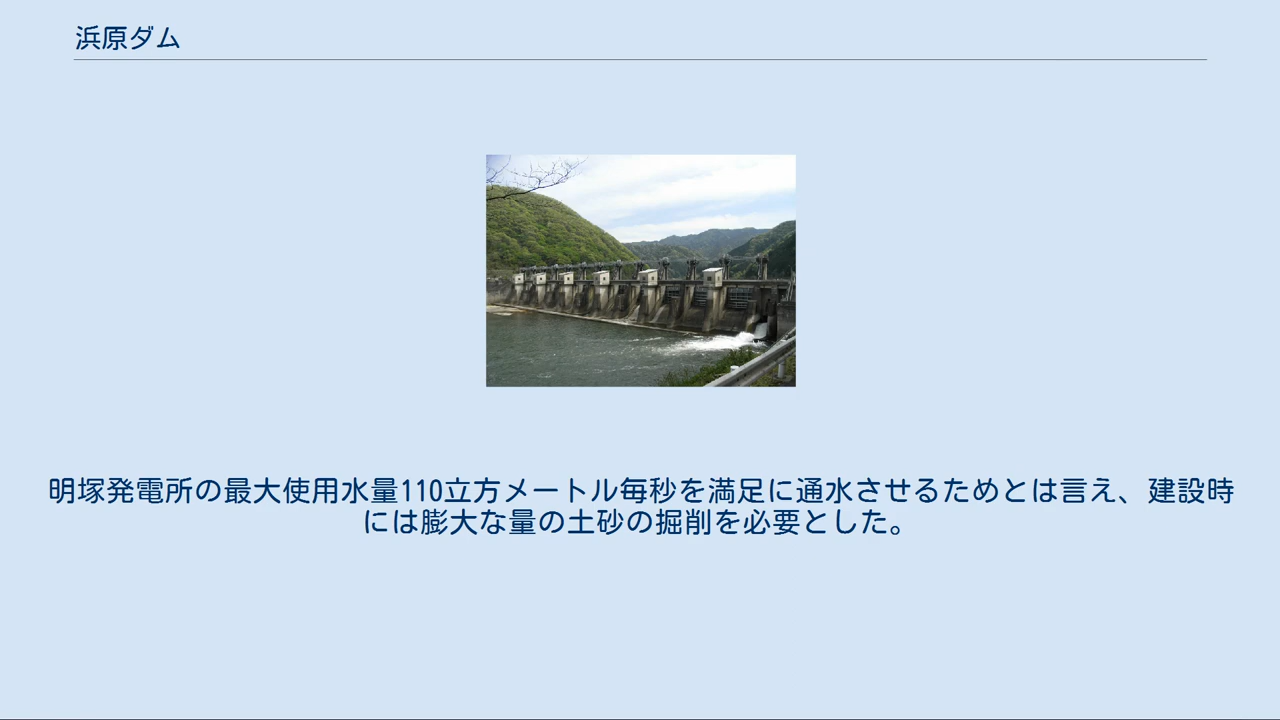 浜原ダム
明塚発電所の最大使用水量110立方メートル毎秒を満足に通水させるためとは言え、建設時
には膨大な量の土砂の掘削を必要とした。